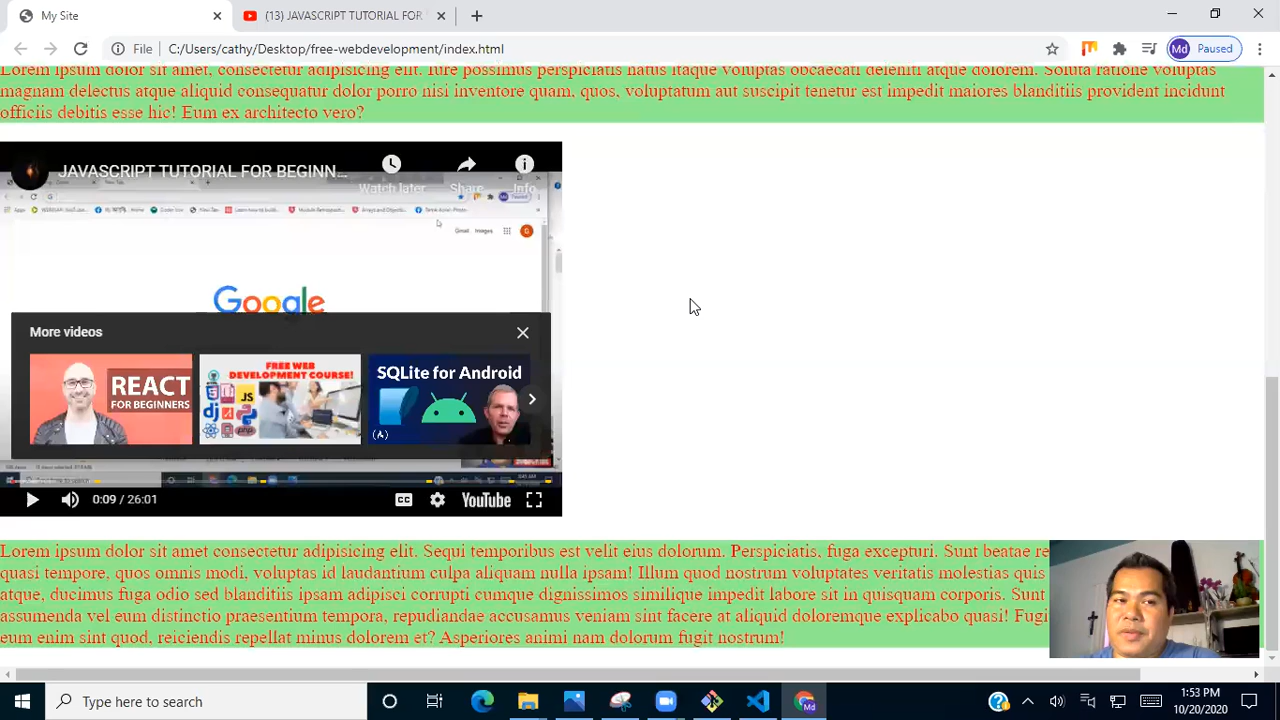 My Site
(13) JAVASCRIPT TUTORIAL FOR
File
C:/Users/cathy/Desktop/free-webdevelopment/index.html
Md Paused
Lorem ipsum dolor sit amet, consectetur adipisicing elit. Iure possimus perspiciatis natus itaque voluptas obcaecati deleniti atque dolorem. Soluta ratione voluptas
magnam delectus atque aliquid consequatur dolor porro nisi inventore quam, quos, voluptatum aut suscipit tenetur est impedit maiores blanditiis provident incidunt
officiis debitis esse hic! Eum ex architecto vero?
JAVASCRIPT TUTORIAL FOR BEGINN...
Watch later
Share
Info
Gmail Images
Google
More videos
REACT
FOR BEGINNERS
FREE WEB
DEVELOPMENT COURSE!
JS
dj
php
SQLite for Android
(A)
0:09 / 26:01
CC
YouTube
Lorem ipsum dolor sit amet consectetur adipisicing elit. Sequi temporibus est velit eius dolorum. Perspiciatis, fuga excepturi. Sunt beatae re
quasi tempore, quos omnis modi, voluptas id laudantium culpa aliquam nulla ipsam! Illum quod nostrum voluptates veritatis molestias quis
atque, ducimus fuga odio sed blanditiis ipsam adipisci corrupti cumque dignissimos similique impedit labore sit in quisquam corporis. Sunt
assumenda vel eum distinctio praesentium tempora, repudiandae accusamus veniam sint facere at aliquid doloremque explicabo quasi! Fugi
eum enim sint quod, reiciendis repellat minus dolorem et? Asperiores animi nam dolorum fugit nostrum!
Type here to search
Md
1:53 PM
10/20/2020